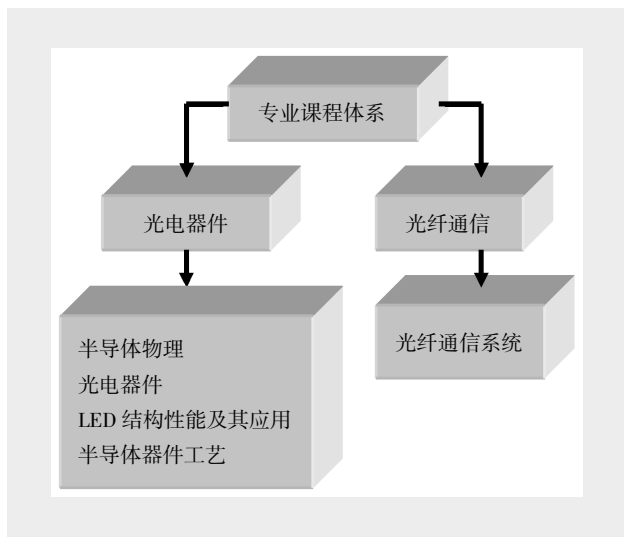 专业课程体系
光电器件
光纤通信
半导体物理
光电器件
LED 结构性能及其应用
半导体器件工艺
光纤通信系统